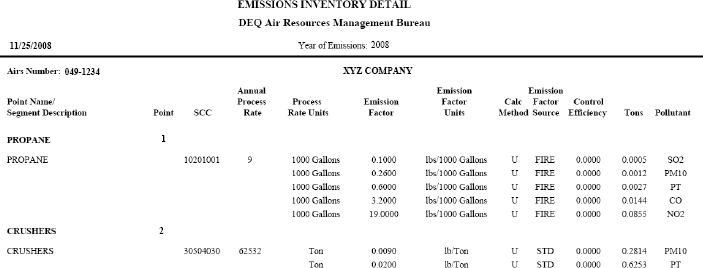 EMISSIONS INVENTORY DETAIL
DEQ Air Resources Management Bureau
11/25/2008 Year of Emissions: 2008
Airs Number: 049-1234 XYZ COMPANY
Annual Emission Emission
Point Name/ Process Process Emission Factor Calc Factor Control
Segment Description Point SCC Rate Rate Units Factor Units Method Source Efficiency Tons Pollutant
PROPANE 1
PROPANE 10201001 9 1000 Gallons 0.1000 lbs/1000 Gallons U FIRE 0.0000 0.0005 SO2
1000 Gallons 0.2600 lbs/1000 Gallons U FIRE 0.0000 0.0012 PM10
1000 Gallons 0.6000 lbs/1000 Gallons U FIRE 0.0000 0.0027 PT
1000 Gallons 3.2000 lbs/1000 Gallons U FIRE 0.0000 0.0144 CO
1000 Gallons 19.0000 lbs/1000 Gallons U FIRE 0.0000 0.0855 NO2
CRUSHERS 2
CRUSHERS 30504030 62532 Ton 0.0090 lb/Ton U STD 0.0000 0.2814 PM10
Ton 0.0200 lb/Ton U STD 0.0000 0.6253 PT